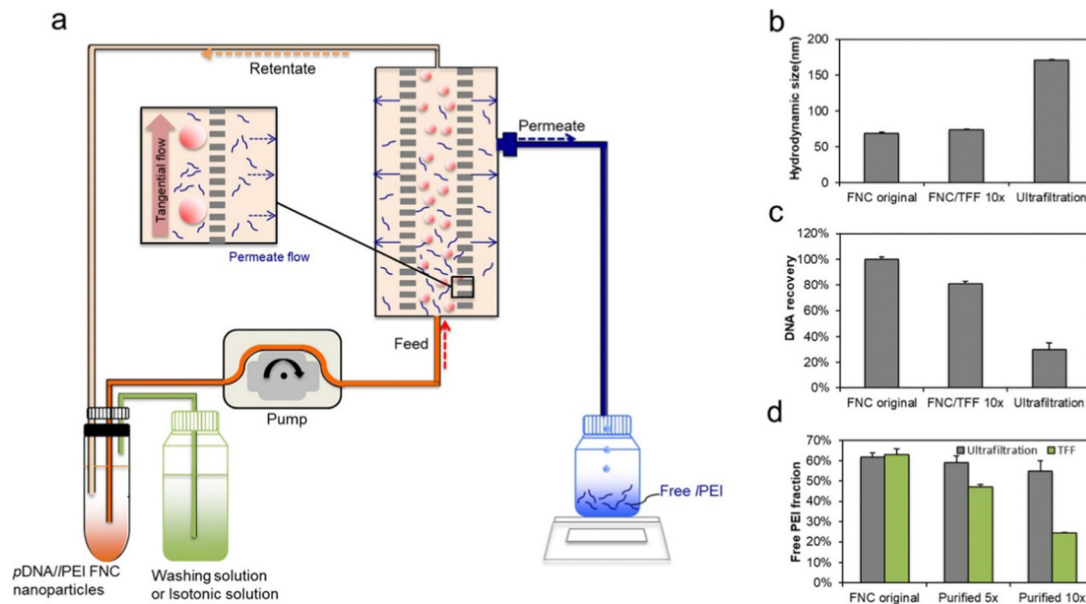 a
Retentate
Tangential flow
Permeate flow
Permeate
Feed
Pump
Free lPEI
pDNA/lPEI FNC
nanoparticles
Washing solution
or Isotonic solution
b
Hydrodynamic size(nm)
200
150
100
50
0
FNC original FNC/TFF 10x Ultrafiltration
c
DNA recovery
120%
100%
80%
60%
40%
20%
0%
FNC original FNC/TFF 10x Ultrafiltration
d
Free PEI fraction
70%
60%
50%
40%
30%
20%
10%
0%
Ultrafiltration TFF
FNC original Purified 5x Purified 10x